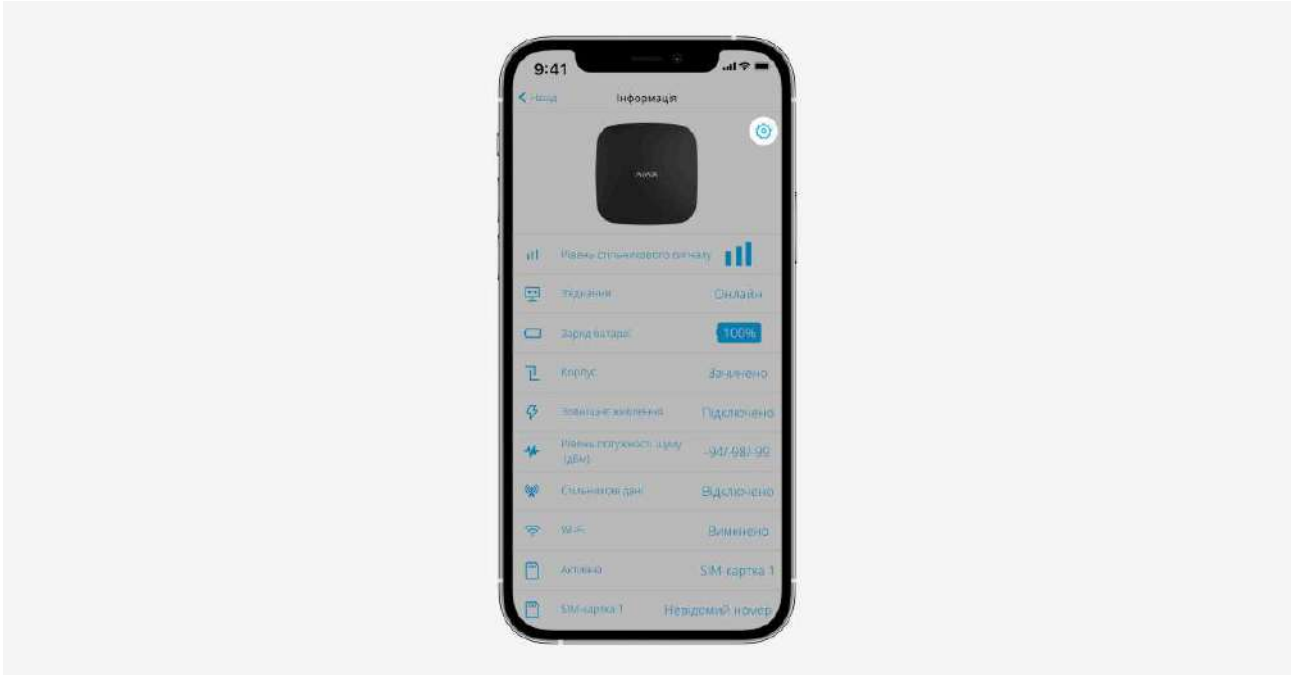 9:41
Назад
Інформація
AJAX
Рівень стільникового сигналу
З'єднання Онлайн
Заряд батареї 100%
Корпус Зачинено
Зовнішнє живлення Підключено
Рівень потужності шуму
(дБм) -94/-98/-99
Стільникові дані Відключено
Wi-Fi Вимкнено
Активна SIM-картка 1
SIM-картка 1 Невідомий номер